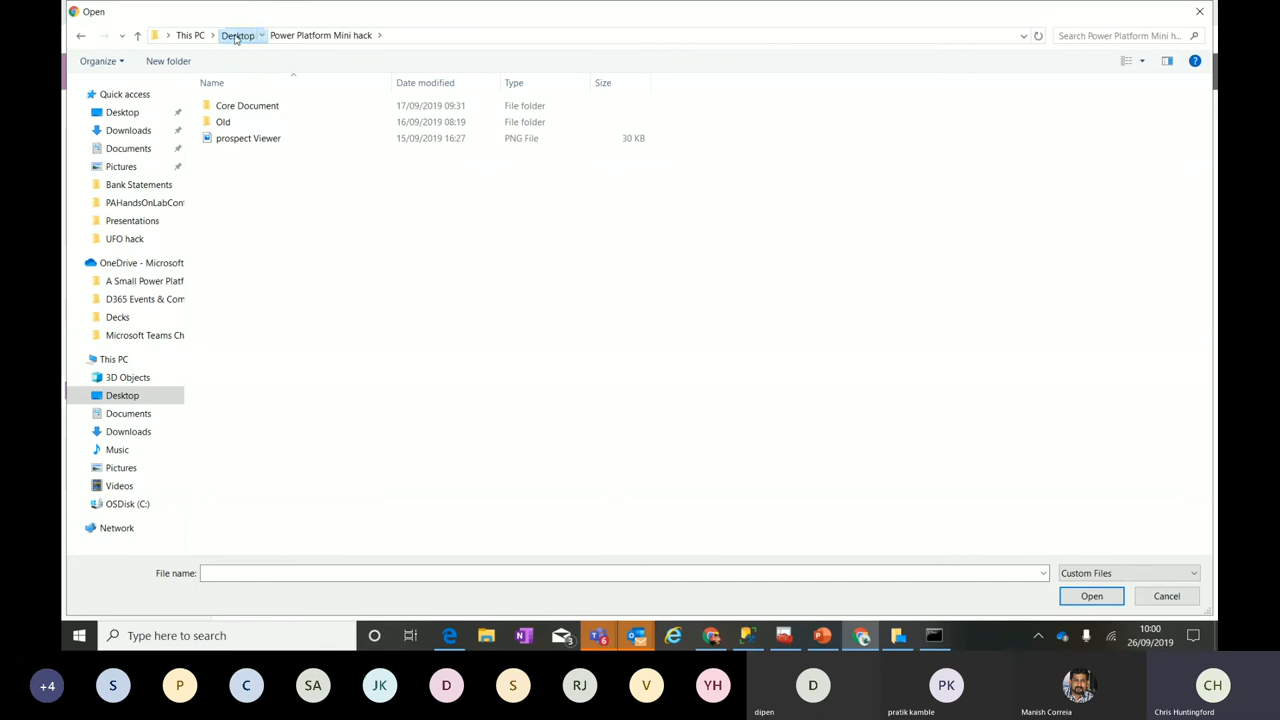 Open
This PC > Desktop Power Platform Mini hack >
Search Power Platform Mini h...
Organize
New folder
Name
Date modified
Type
Size
Core Document
17/09/2019 09:31
File folder
Old
16/09/2019 08:19
File folder
prospect Viewer
15/09/2019 16:27
PNG File
30 KB
Quick access
Desktop
Downloads
Documents
Pictures
Bank Statements
PAHandsOnLabCont
Presentations
UFO hack
OneDrive - Microsoft
A Small Power Platf
D365 Events & Com
Decks
Microsoft Teams Ch
This PC
3D Objects
Desktop
Documents
Downloads
Music
Pictures
Videos
OSDisk (C:)
Network
File name:
Custom Files
Open
Cancel
Type here to search
3
6
10:00
26/09/2019
+4
S
P
C
SA
JK
D
S
RJ
V
YH
D
PK
CH
dipen
pratik kamble
Manish Correia
Chris Huntingford